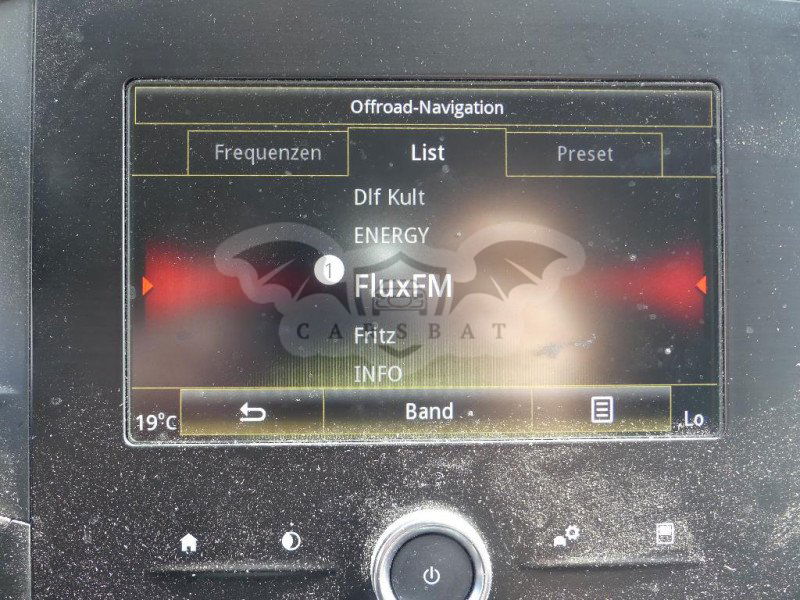 Offroad-Navigation
Frequenzen List Preset
Dlf Kult
ENERGY
1 FluxFM
CARSBAT
Fritz
INFO
19°C Band Lo